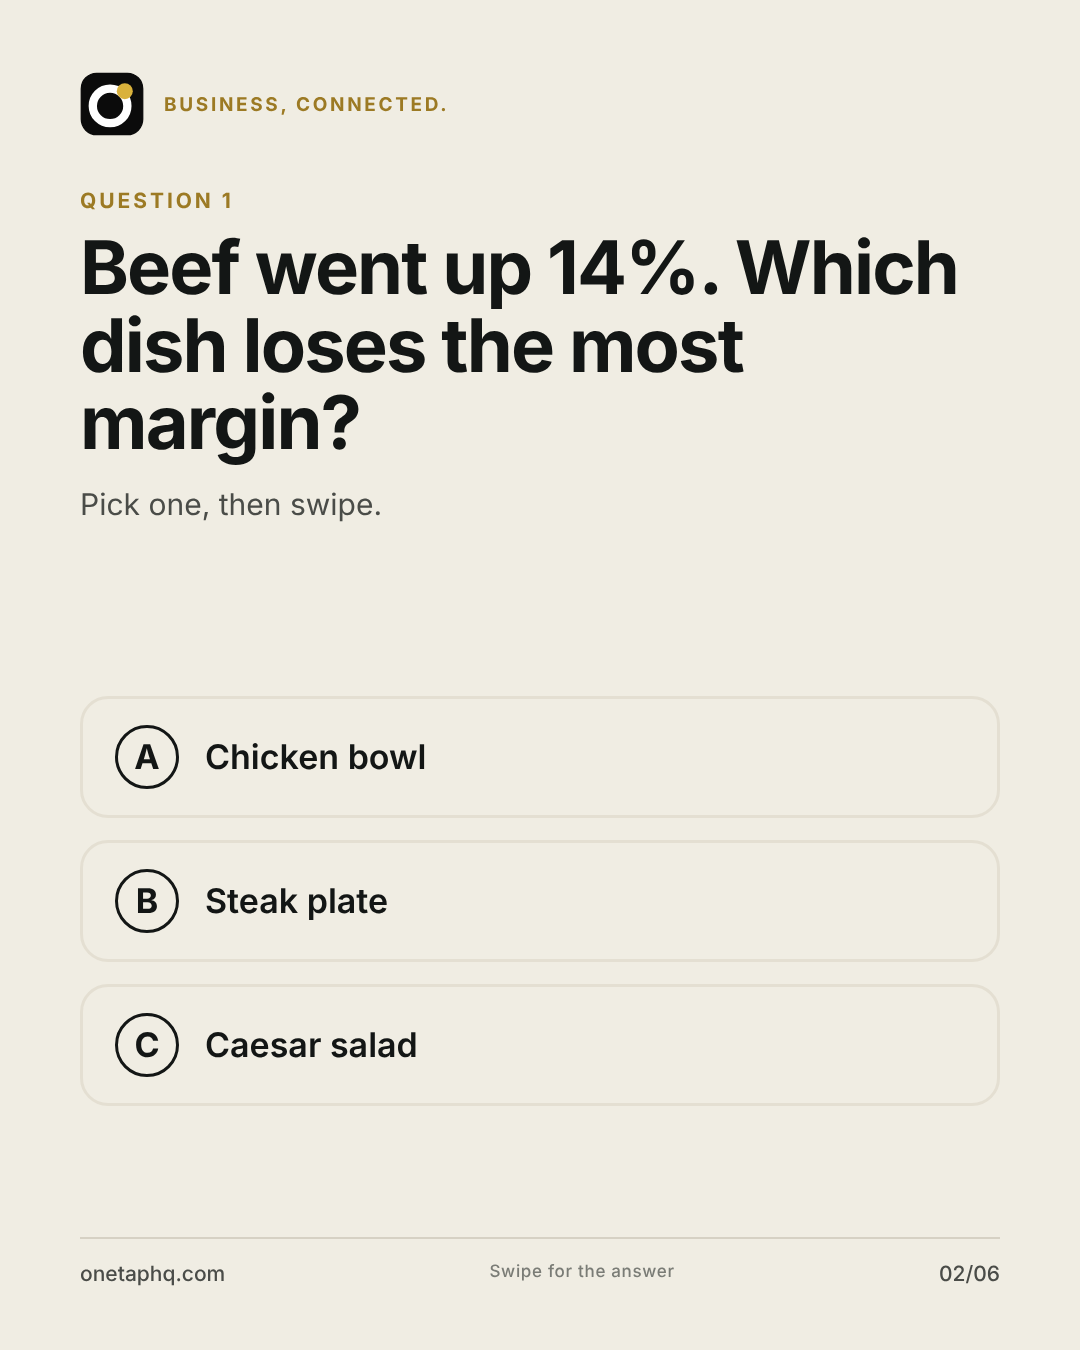 BUSINESS, CONNECTED.
QUESTION 1
Beef went up 14%. Which
dish loses the most
margin?
Pick one, then swipe.
A Chicken bowl
B Steak plate
C Caesar salad
onetaphq.com Swipe for the answer 02/06